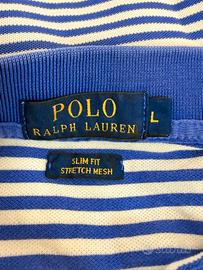 POLO
RALPH LAUREN
L
SLIM FIT
STRETCH MESH